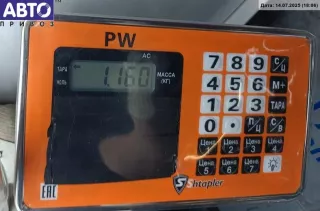 АВТО
ПРИВОЗ
Дата: 14.07.2025 (18:06)
PW
AC
ТАРА
НОЛЬ
1.160
МАССА
(КГ)
7 8 9 С/Ц
4 5 6 М+
1 2 3 ТАРА
0 . П/Ц С/В
Цена 1 Цена 2 Цена 3 Цена 4
Цена 5 Цена 6 Цена 7
EAC
Shtapler